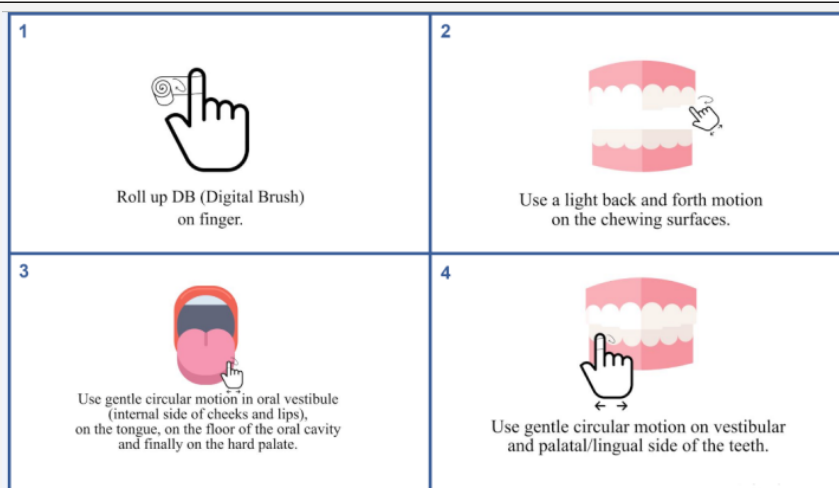 1
Roll up DB (Digital Brush)
on finger.
2
Use a light back and forth motion
on the chewing surfaces.
3
Use gentle circular motion in oral vestibule
(internal side of cheeks and lips),
on the tongue, on the floor of the oral cavity
and finally on the hard palate.
4
Use gentle circular motion on vestibular
and palatal/lingual side of the teeth.